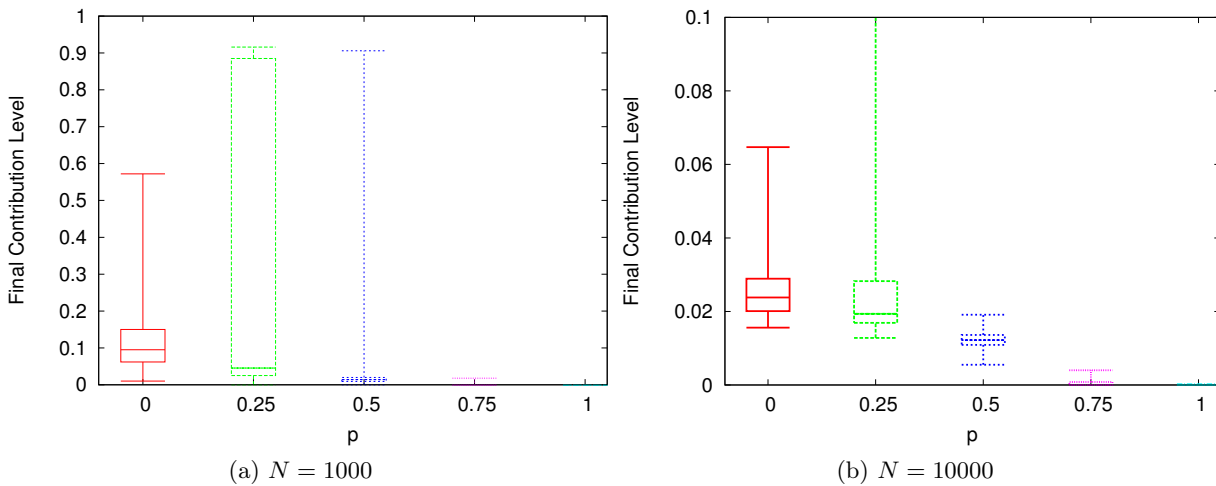 Final Contribution Level
1
0.9
0.8
0.7
0.6
0.5
0.4
0.3
0.2
0.1
0
0 0.25 0.5 0.75 1
p
(a) N = 1000
Final Contribution Level
0.1
0.08
0.06
0.04
0.02
0
0 0.25 0.5 0.75 1
p
(b) N = 10000